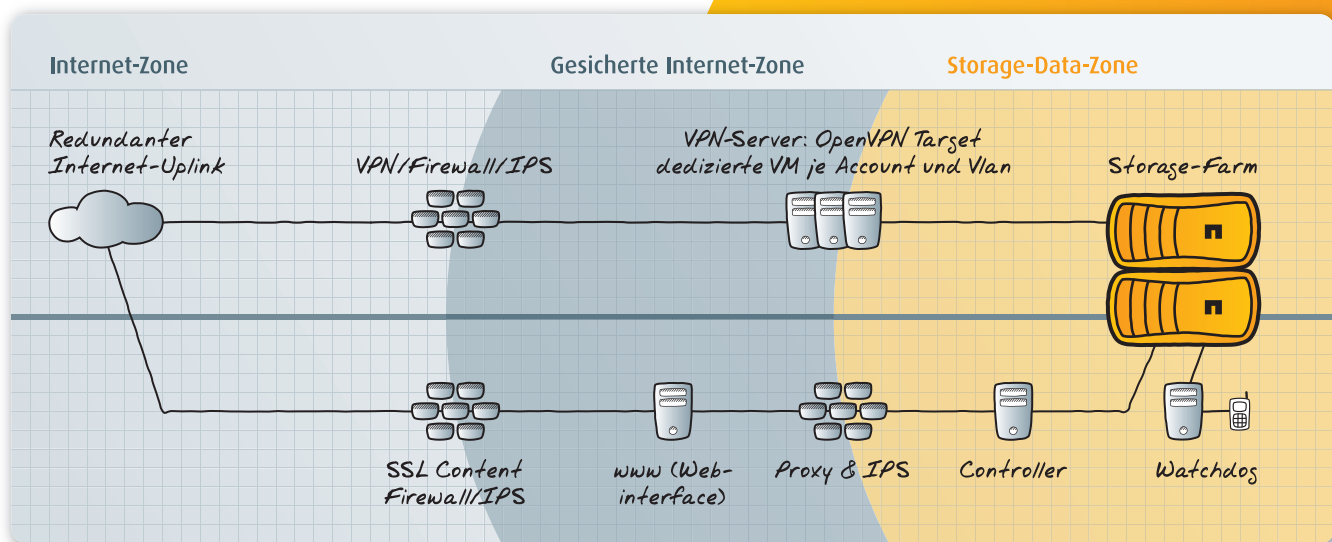 Internet-Zone
Gesicherte Internet-Zone
Storage-Data-Zone
Redundanter
Internet-Uplink
VPN/Firewall/IPS
VPN-Server: OpenVPN Target
dedizierte VM je Account und Vlan
Storage-Farm
SSL Content
Firewall/IPS
www (Web-
interface)
Proxy & IPS
Controller
Watchdog